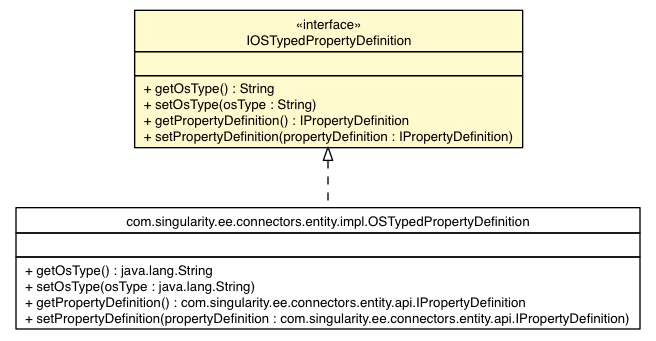 «interface»
IOSTypedPropertyDefinition
+ getOsType() : String
+ setOsType(osType : String)
+ getPropertyDefinition() : IPropertyDefinition
+ setPropertyDefinition(propertyDefinition : IPropertyDefinition)
com.singularity.ee.connectors.entity.impl.OSTypedPropertyDefinition
+ getOsType() : java.lang.String
+ setOsType(osType : java.lang.String)
+ getPropertyDefinition() : com.singularity.ee.connectors.entity.api.IPropertyDefinition
+ setPropertyDefinition(propertyDefinition : com.singularity.ee.connectors.entity.api.IPropertyDefinition)